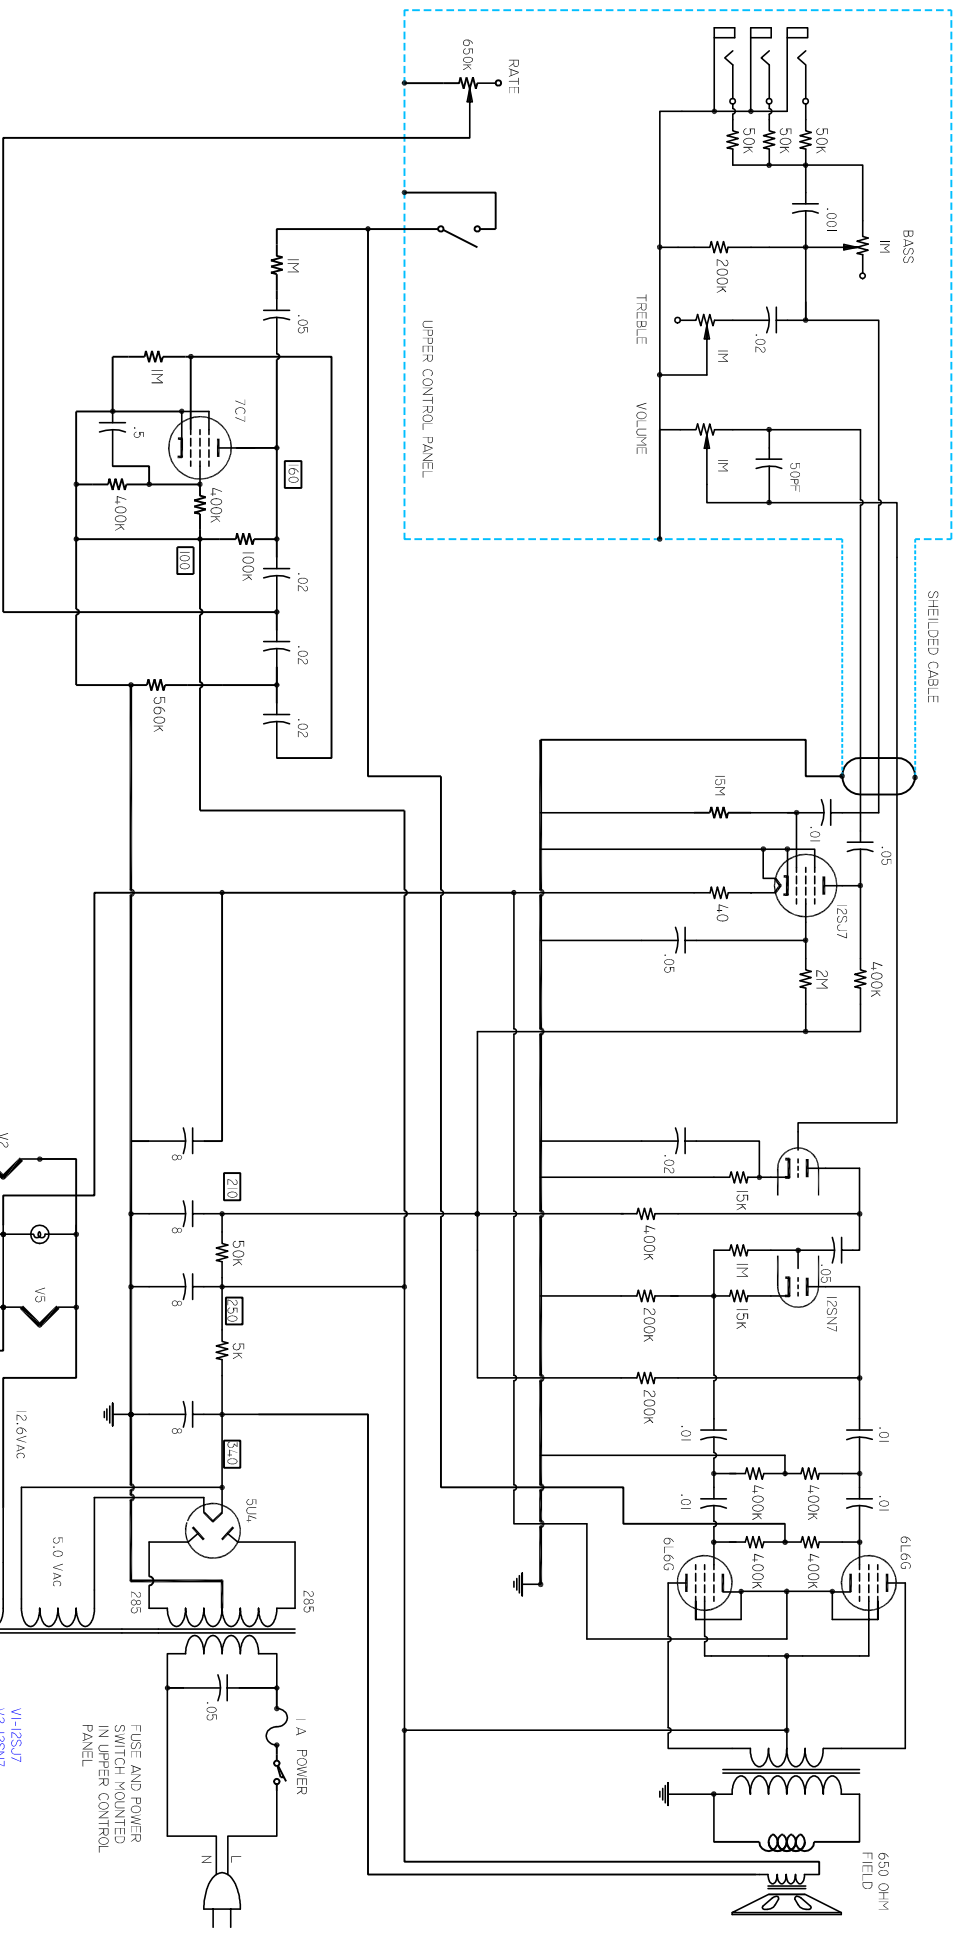 SHEILDED CABLE
BASS
1M
.001
50K
50K
50K
200K
.02
TREBLE
1M
VOLUME
1M
50PF
RATE
650K
UPPER CONTROL PANEL
1M
.05
7C7
1M
.5
160
400K
400K
100
100K
.02
.02
.02
560K
15M
.01
.05
12SJ7
40
.05
2M
400K
.02
15K
400K
.05
12SN7
1M
15K
200K
200K
.01
.01
400K
400K
.01
.01
400K
400K
6L6G
6L6G
650 OHM
FIELD
8
210
8
50K
8
250
5K
8
340
5U4
285
285
5.0 VAC
12.6VAC
V2
V5
.05
1 A POWER
L
N
FUSE AND POWER
SWITCH MOUNTED
IN UPPER CONTROL
PANEL
V1-12SJ7